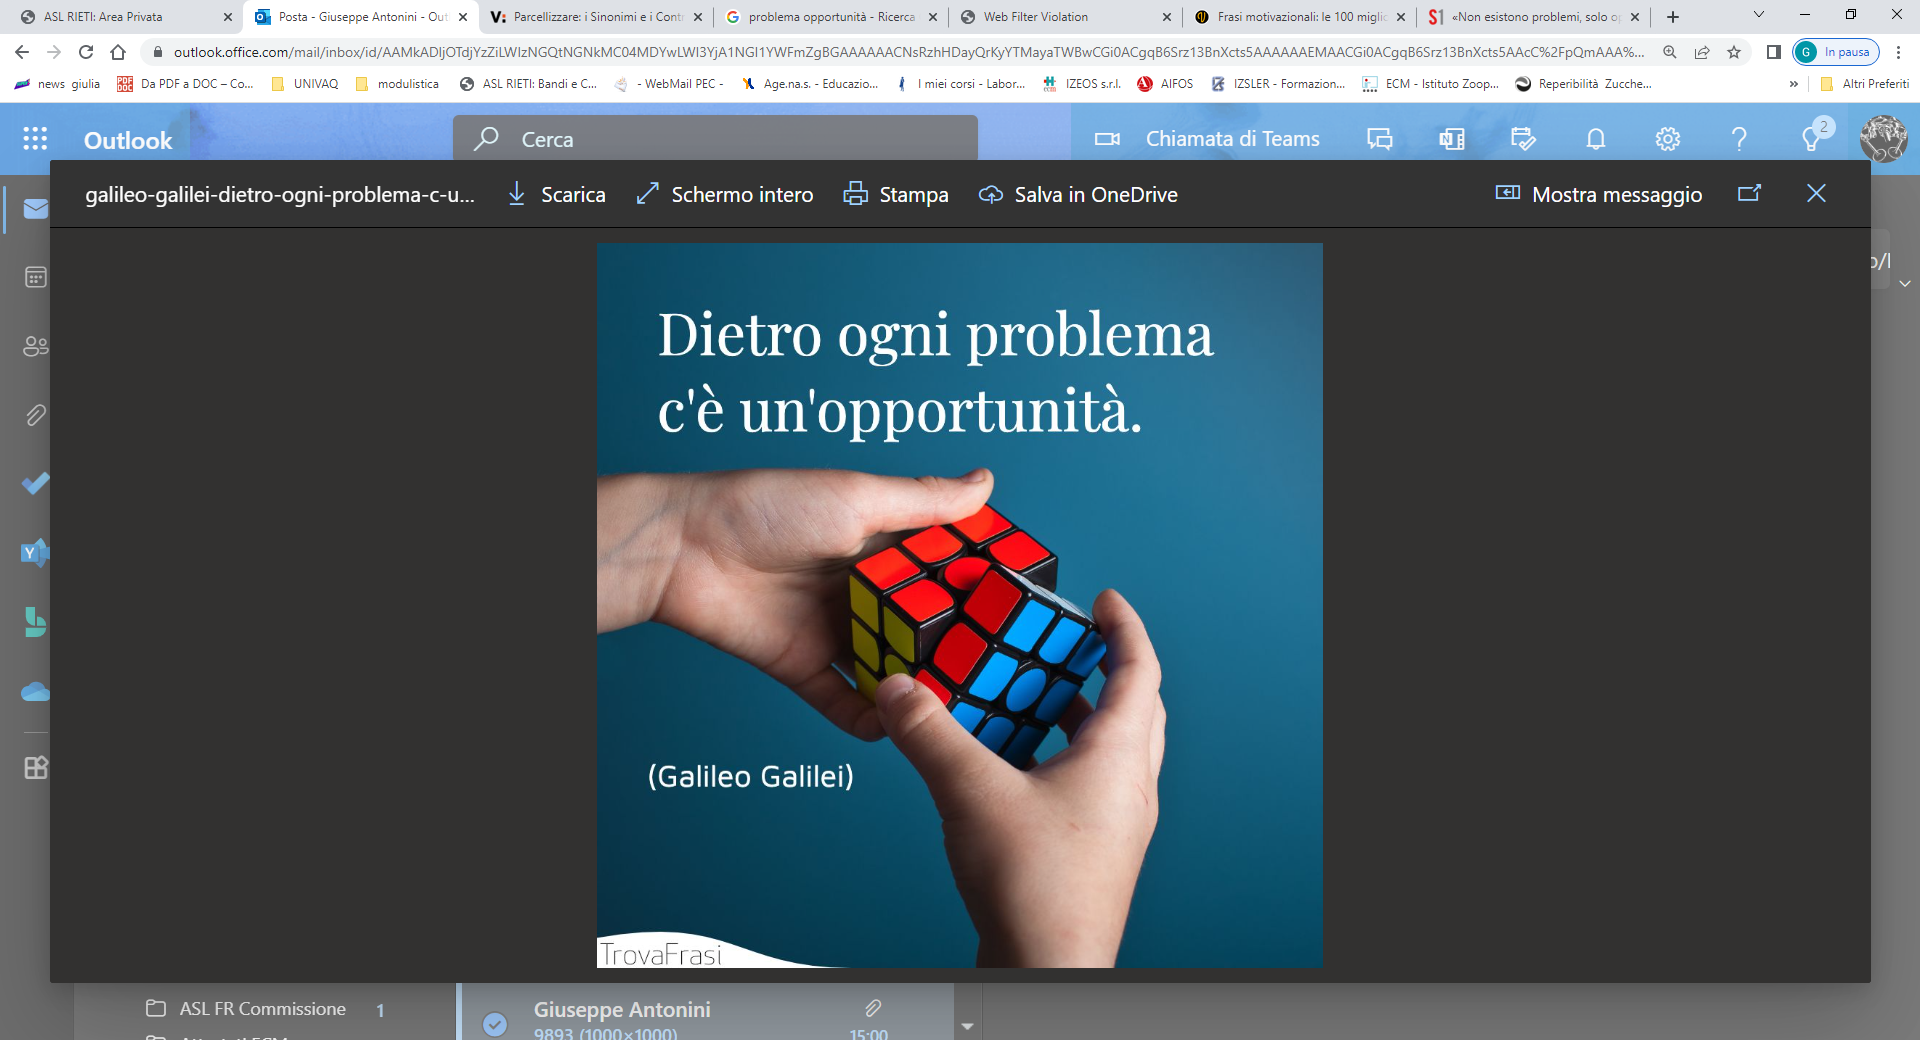 ASL RIETI: Area Privata
Posta - Giuseppe Antonini - Out
Parcellizzare: i Sinonimi e i Contr
problema opportunità - Ricerca
Web Filter Violation
Frasi motivazionali: le 100 miglio
«Non esistono problemi, solo op
outlook.office.com/mail/inbox/id/
In pausa
news giulia
Da PDF a DOC – Co...
UNIVAQ
modulistica
ASL RIETI: Bandi e C...
- WebMail PEC -
Age.na.s. - Educazio...
I miei corsi - Labor...
IZEOS s.r.l.
AIFOS
IZSLER - Formazion...
ECM - Istituto Zoop...
Reperibilità Zucche...
»
Altri Preferiti
Outlook
Cerca
Chiamata di Teams
2
galileo-galilei-dietro-ogni-problema-c-u...
Scarica
Schermo intero
Stampa
Salva in OneDrive
Mostra messaggio
Dietro ogni problema
c'è un'opportunità.
(Galileo Galilei)
TrovaFrasi
ASL FR Commissione 1
Giuseppe Antonini
9893 (1000×1000) 15:00